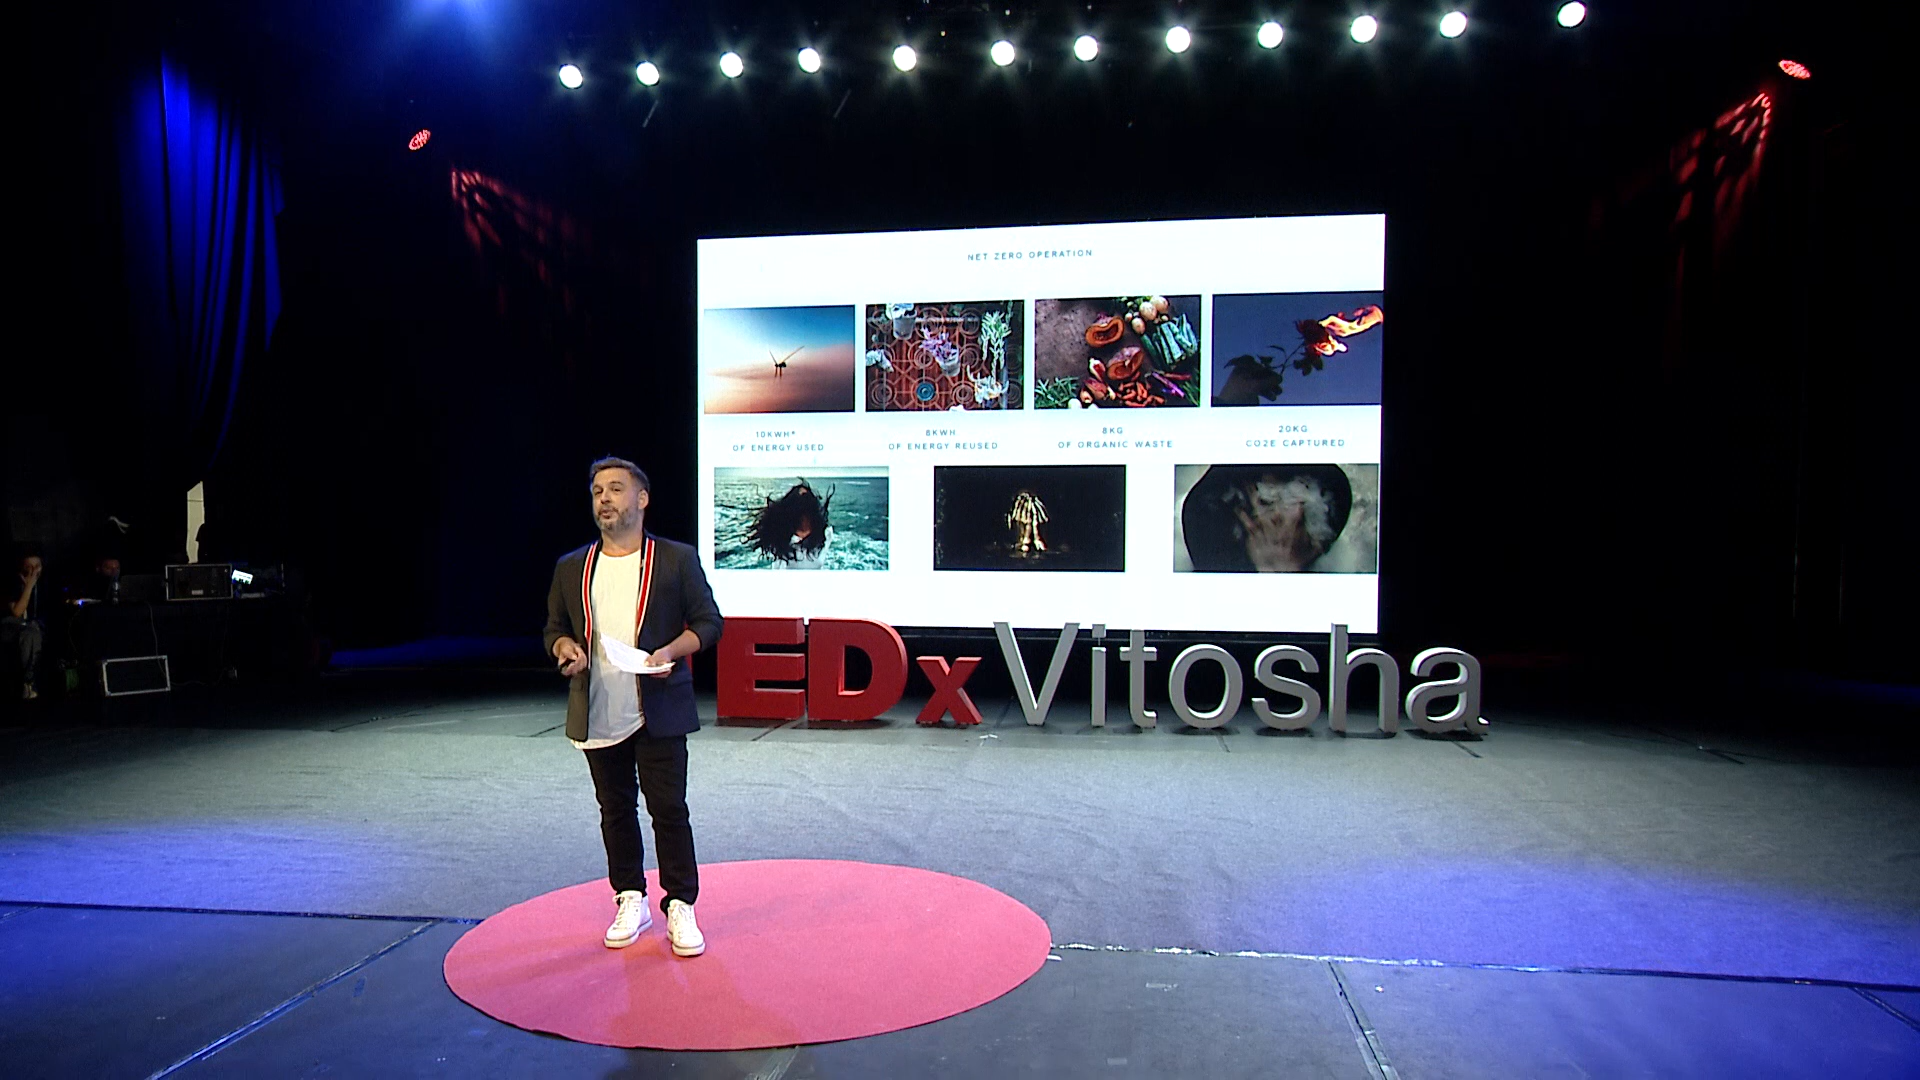 NET ZERO OPERATION
10KWH*
OF ENERGY USED
8KWH
OF ENERGY REUSED
8KG
OF ORGANIC WASTE
20KG
CO2E CAPTURED
EDxVitosha